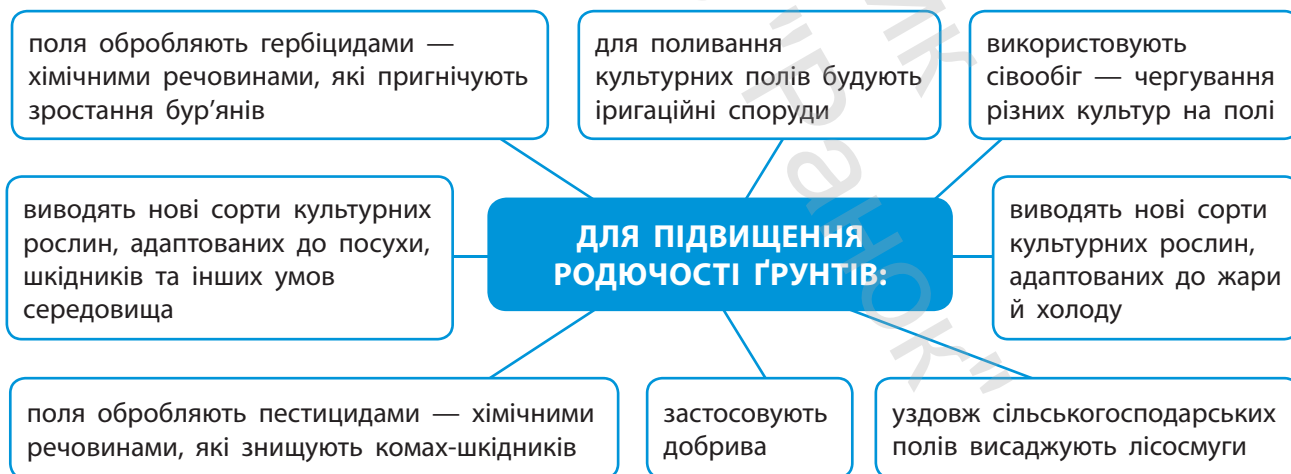 поля обробляють гербіцидами —
хімічними речовинами, які пригнічують
зростання бур’янів
для поливання
культурних полів будують
іригаційні споруди
використовують
сівообіг — чергування
різних культур на полі
виводять нові сорти культурних
рослин, адаптованих до посухи,
шкідників та інших умов
середовища
ДЛЯ ПІДВИЩЕННЯ
РОДЮЧОСТІ ҐРУНТІВ:
виводять нові сорти
культурних рослин,
адаптованих до жари
й холоду
поля обробляють пестицидами — хімічними
речовинами, які знищують комах-шкідників
застосовують
добрива
уздовж сільськогосподарських
полів висаджують лісосмуги
"Ранок"